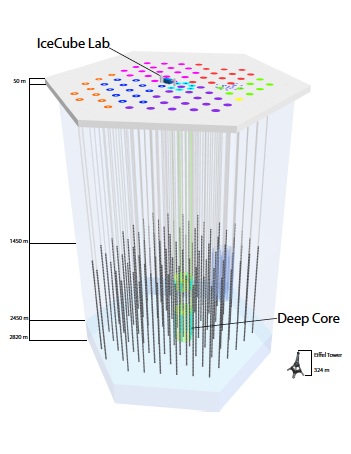 IceCube Lab
50 m
1450 m
2450 m
2820 m
Deep Core
Eiffel Tower
324 m